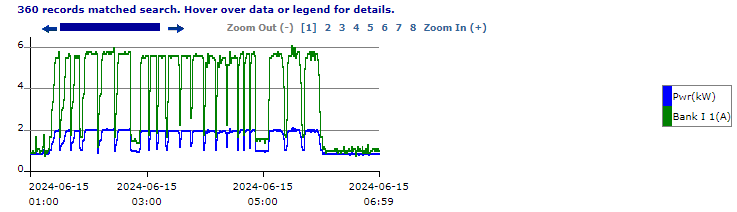 360 records matched search. Hover over data or legend for details.
Zoom Out (-) [1] 2 3 4 5 6 7 8 Zoom In (+)
6
4
2
0
Pwr(kW)
Bank I 1(A)
2024-06-15 2024-06-15 2024-06-15 2024-06-15
01:00 03:00 05:00 06:59